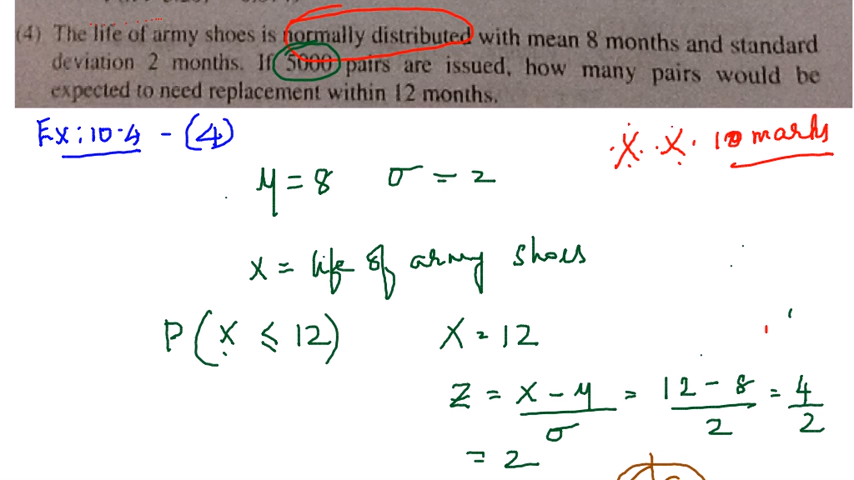 (4) The life of army shoes is normally distributed with mean 8 months and standard
deviation 2 months. If 5000 pairs are issued, how many pairs would be
expected to need replacement within 12 months.
Ex: 10.4 - (4)
X X 10 marks
μ = 8 σ = 2
x = life of army shoes
P(X ≤ 12) X = 12
Z = (x - μ)/σ = (12 - 8)/2 = 4/2
= 2